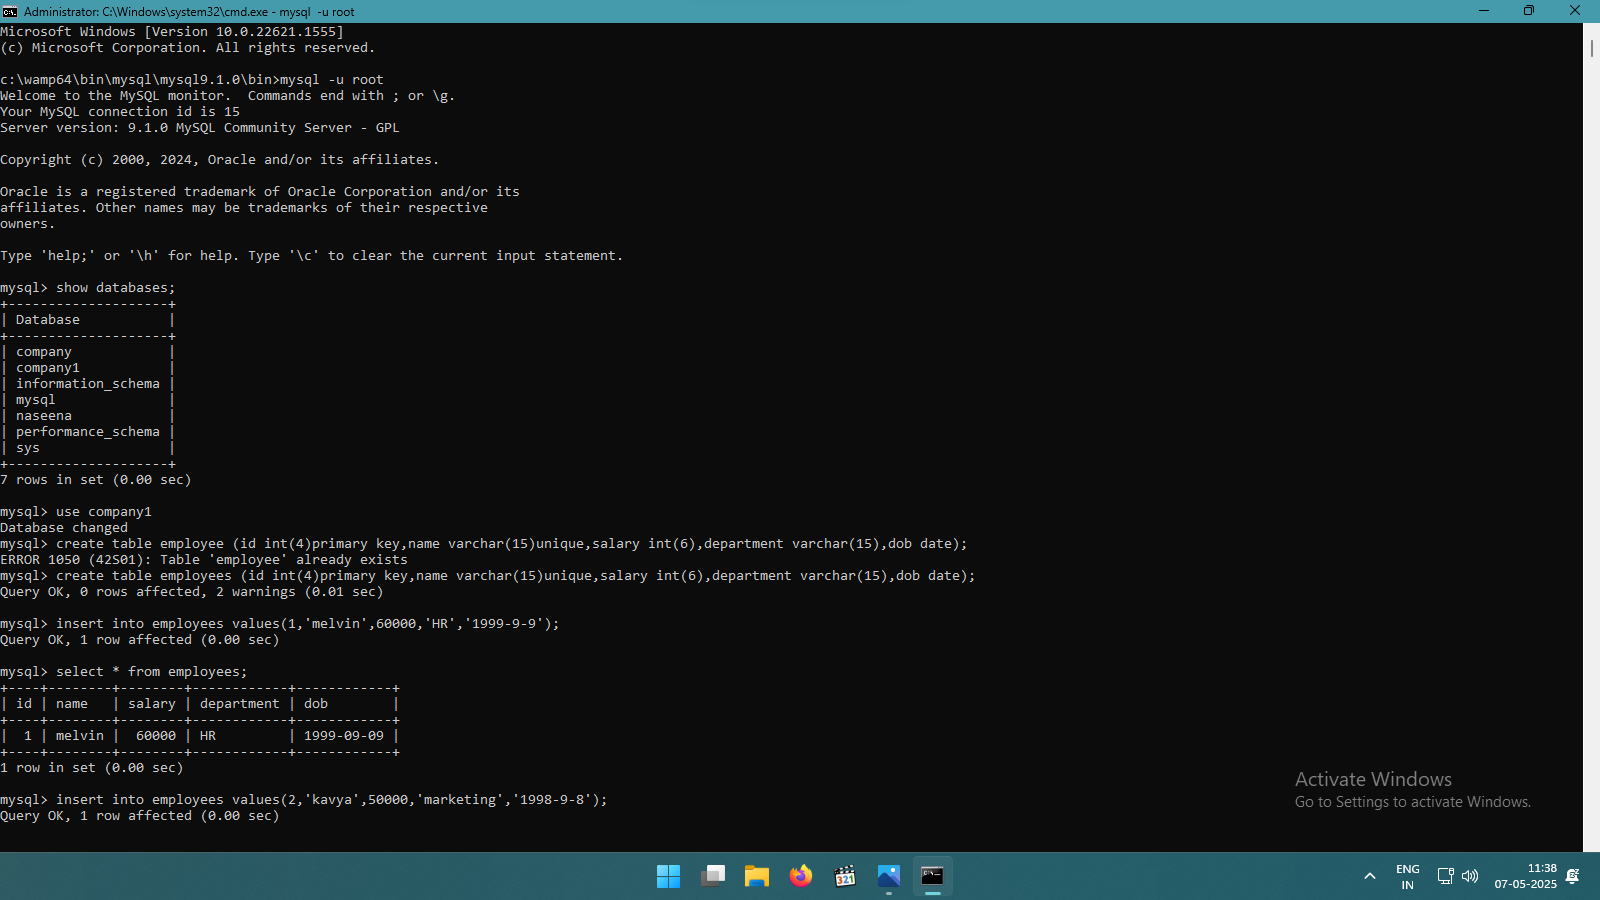 Administrator: C:\Windows\system32\cmd.exe - mysql  -u root
Microsoft Windows [Version 10.0.22621.1555]
(c) Microsoft Corporation. All rights reserved.
c:\wamp64\bin\mysql\mysql9.1.0\bin>mysql -u root
Welcome to the MySQL monitor.  Commands end with ; or \g.
Your MySQL connection id is 15
Server version: 9.1.0 MySQL Community Server - GPL
Copyright (c) 2000, 2024, Oracle and/or its affiliates.
Oracle is a registered trademark of Oracle Corporation and/or its
affiliates. Other names may be trademarks of their respective
owners.
Type 'help;' or '\h' for help. Type '\c' to clear the current input statement.
mysql> show databases;
+--------------------+
| Database           |
+--------------------+
| company            |
| company1           |
| information_schema |
| mysql              |
| naseena            |
| performance_schema |
| sys                |
+--------------------+
7 rows in set (0.00 sec)
mysql> use company1
Database changed
mysql> create table employee (id int(4)primary key,name varchar(15)unique,salary int(6),department varchar(15),dob date);
ERROR 1050 (42S01): Table 'employee' already exists
mysql> create table employees (id int(4)primary key,name varchar(15)unique,salary int(6),department varchar(15),dob date);
Query OK, 0 rows affected, 2 warnings (0.01 sec)
mysql> insert into employees values(1,'melvin',60000,'HR','1999-9-9');
Query OK, 1 row affected (0.00 sec)
mysql> select * from employees;
+----+--------+--------+------------+------------+
| id | name   | salary | department | dob        |
+----+--------+--------+------------+------------+
|  1 | melvin |  60000 | HR         | 1999-09-09 |
+----+--------+--------+------------+------------+
1 row in set (0.00 sec)
mysql> insert into employees values(2,'kavya',50000,'marketing','1998-9-8');
Query OK, 1 row affected (0.00 sec)
Activate Windows
Go to Settings to activate Windows.
321
ENG
IN
11:38
07-05-2025